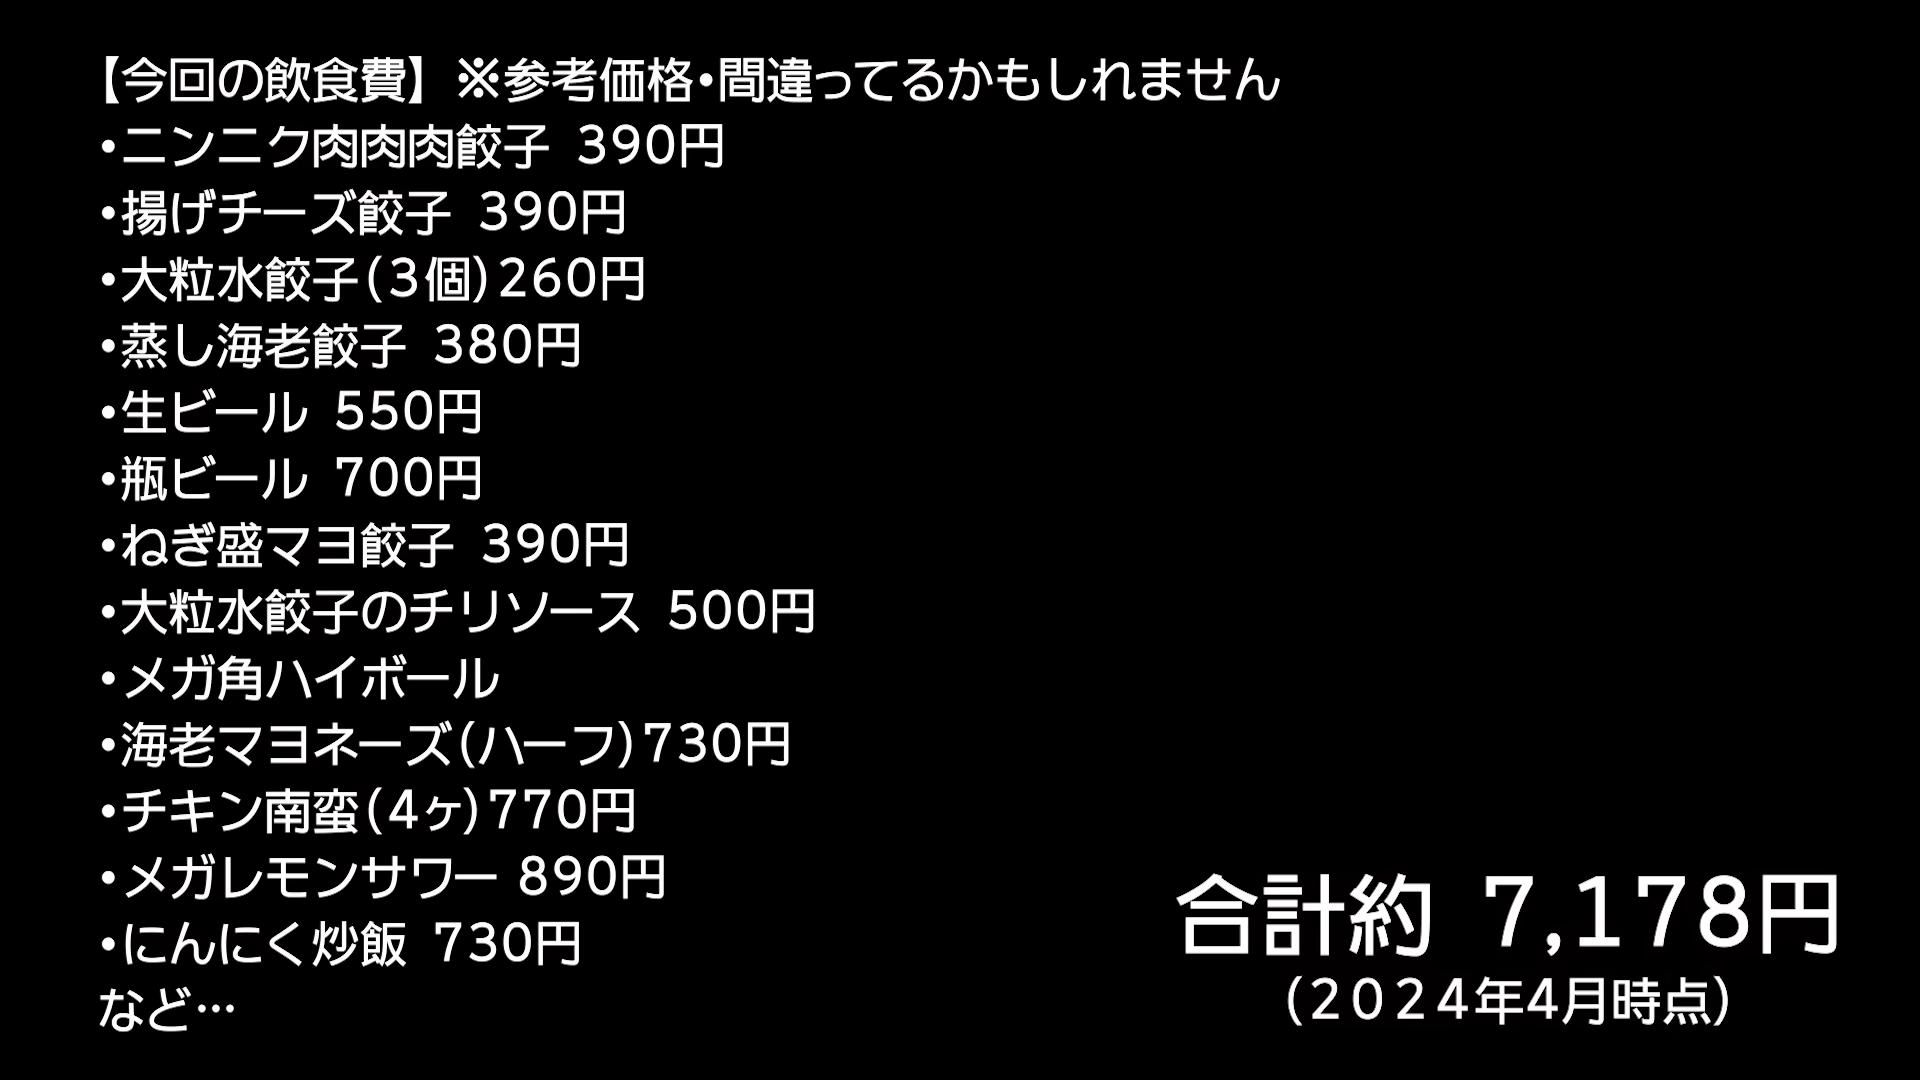 【今回の飲食費】※参考価格・間違ってるかもしれません
・ニンニク肉肉肉餃子 390円
・揚げチーズ餃子 390円
・大粒水餃子(3個)260円
・蒸し海老餃子 380円
・生ビール 550円
・瓶ビール 700円
・ねぎ盛マヨ餃子 390円
・大粒水餃子のチリソース 500円
・メガ角ハイボール
・海老マヨネーズ(ハーフ)730円
・チキン南蛮(4ヶ)770円
・メガレモンサワー 890円
・にんにく炒飯 730円
など…
合計約 7,178円
(2024年4月時点)